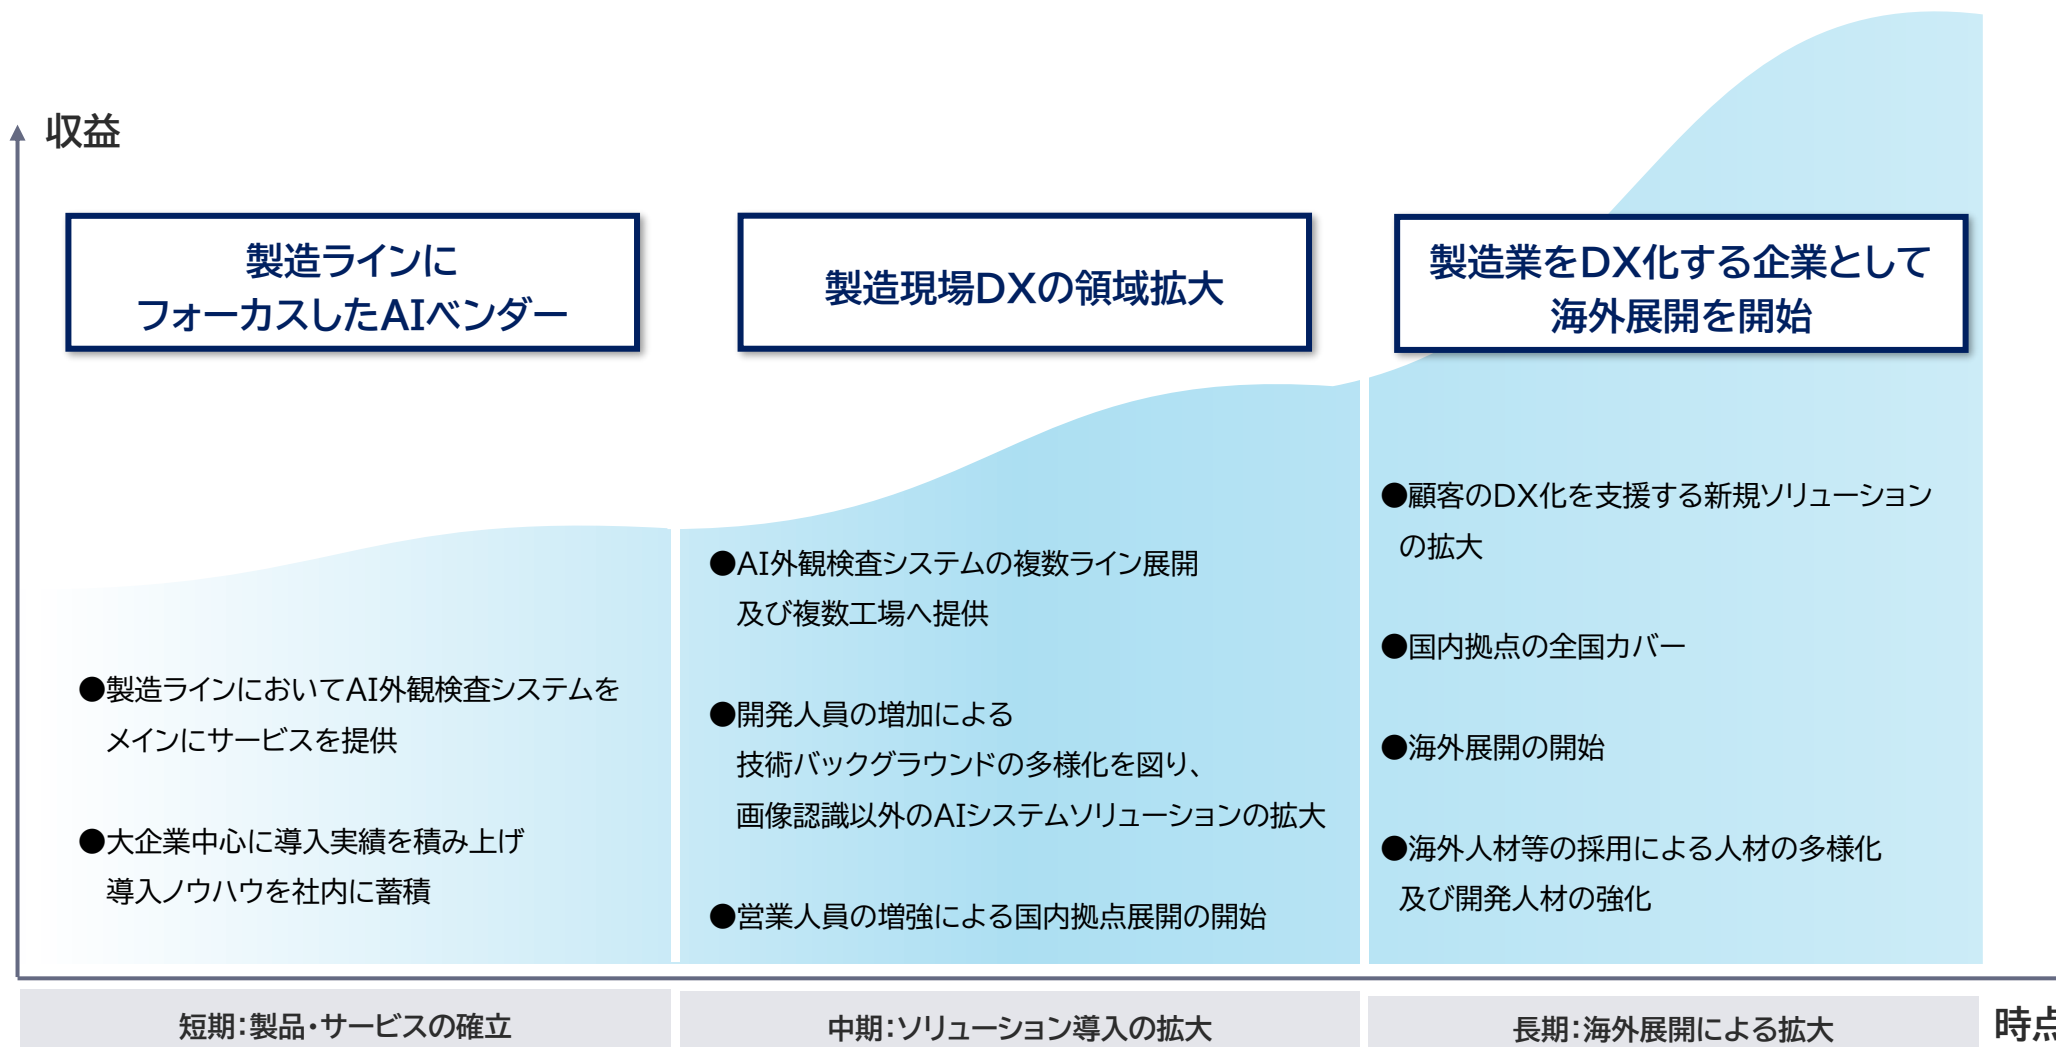 収益
製造ラインに
フォーカスしたAIベンダー
製造現場DXの領域拡大
製造業をDX化する企業として
海外展開を開始
●製造ラインにおいてAI外観検査システムを
メインにサービスを提供
●大企業中心に導入実績を積み上げ
導入ノウハウを社内に蓄積
●AI外観検査システムの複数ライン展開
及び複数工場へ提供
●開発人員の増加による
技術バックグラウンドの多様化を図り、
画像認識以外のAIシステムソリューションの拡大
●営業人員の増強による国内拠点展開の開始
●顧客のDX化を支援する新規ソリューション
の拡大
●国内拠点の全国カバー
●海外展開の開始
●海外人材等の採用による人材の多様化
及び開発人材の強化
短期：製品・サービスの確立
中期：ソリューション導入の拡大
長期：海外展開による拡大
時点